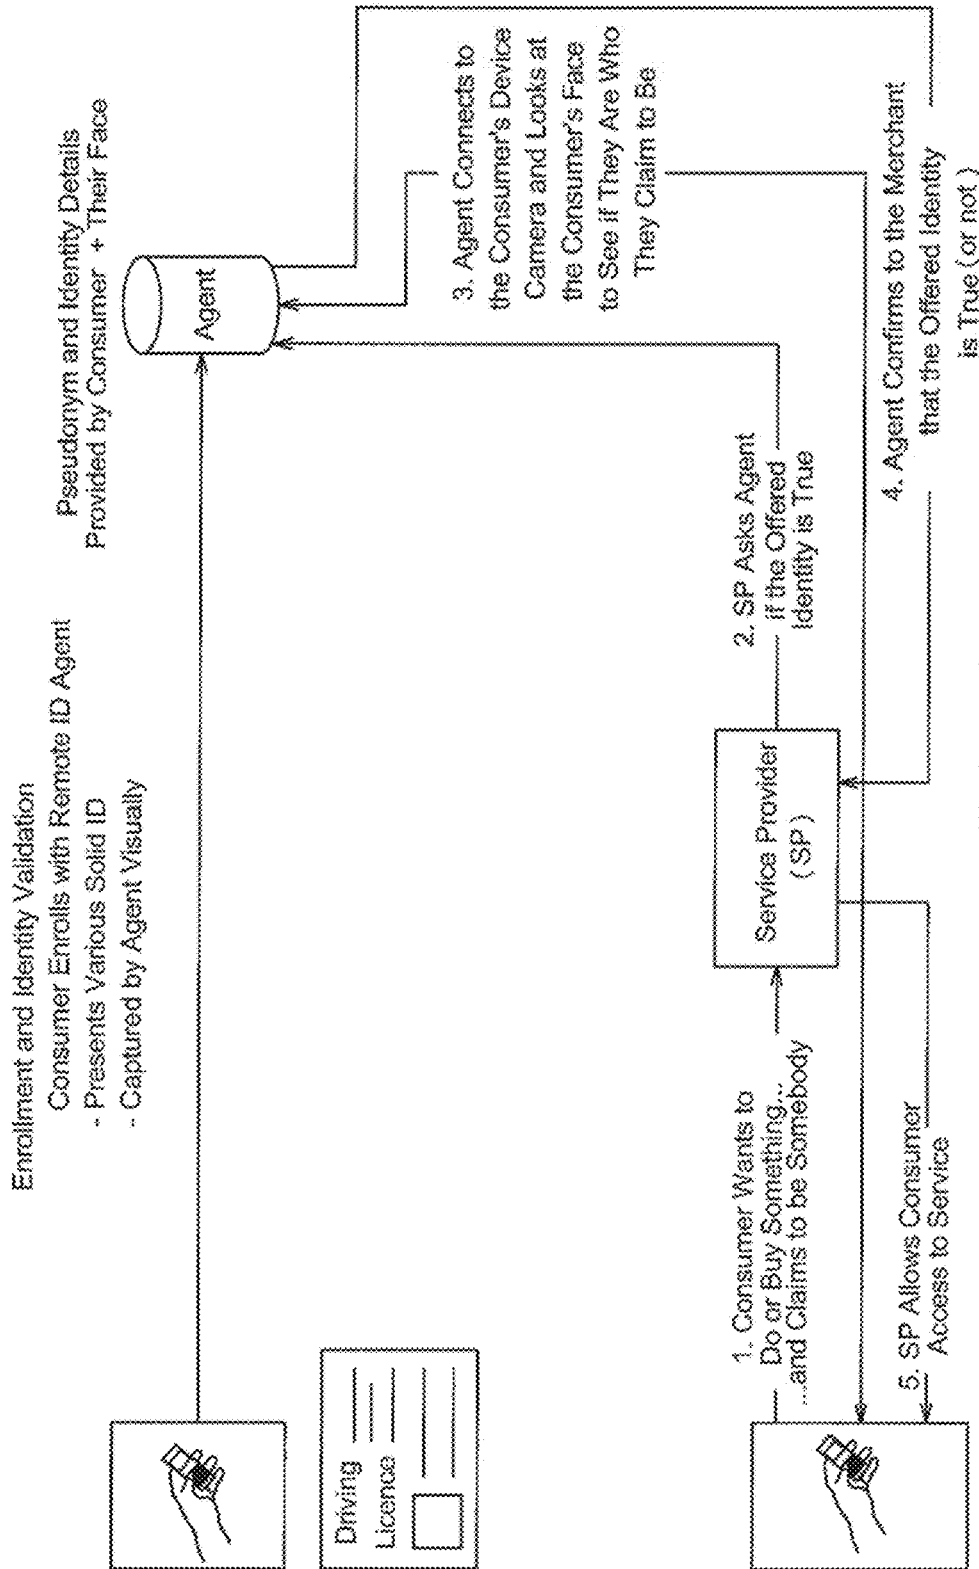 Enrollment and Identity Validation
Consumer Enrolls with Remote ID Agent
- Presents Various Solid ID
- Captured by Agent Visually
Pseudonym and Identity Details
Provided by Consumer + Their Face
Agent
Driving
Licence
1. Consumer Wants to
Do or Buy Something...
...and Claims to be Somebody
Service Provider
(SP)
2. SP Asks Agent
if the Offered
Identity is True
3. Agent Connects to
the Consumer's Device
Camera and Looks at
the Consumer's Face
to See if They Are Who
They Claim to Be
4. Agent Confirms to the Merchant
that the Offered Identity
is True (or not)
5. SP Allows Consumer
Access to Service